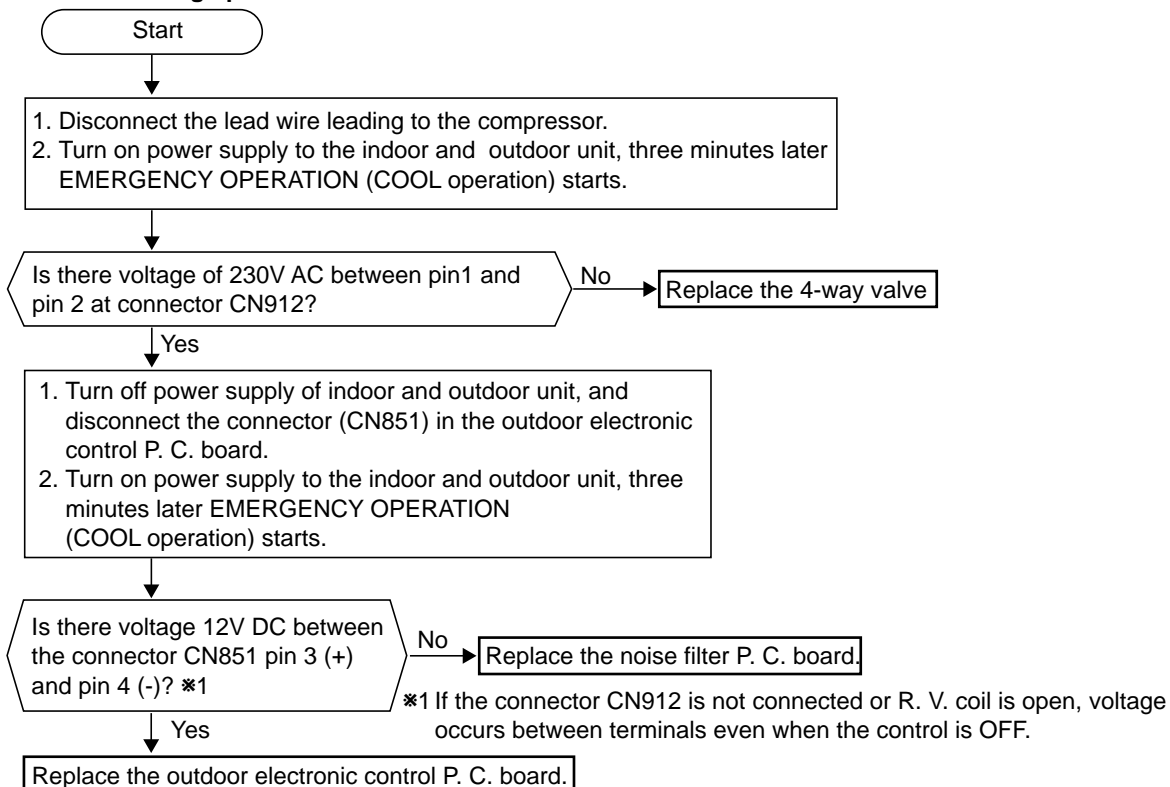 Start
1. Disconnect the lead wire leading to the compressor.
2. Turn on power supply to the indoor and outdoor unit, three minutes later
EMERGENCY OPERATION (COOL operation) starts.
Is there voltage of 230V AC between pin1 and
pin 2 at connector CN912?
No
Replace the 4-way valve
Yes
1. Turn off power supply of indoor and outdoor unit, and
disconnect the connector (CN851) in the outdoor electronic
control P. C. board.
2. Turn on power supply to the indoor and outdoor unit, three
minutes later EMERGENCY OPERATION
(COOL operation) starts.
Is there voltage 12V DC between
the connector CN851 pin 3 (+)
and pin 4 (-)? ※1
No
Replace the noise filter P. C. board.
※1 If the connector CN912 is not connected or R. V. coil is open, voltage
occurs between terminals even when the control is OFF.
Yes
Replace the outdoor electronic control P. C. board.